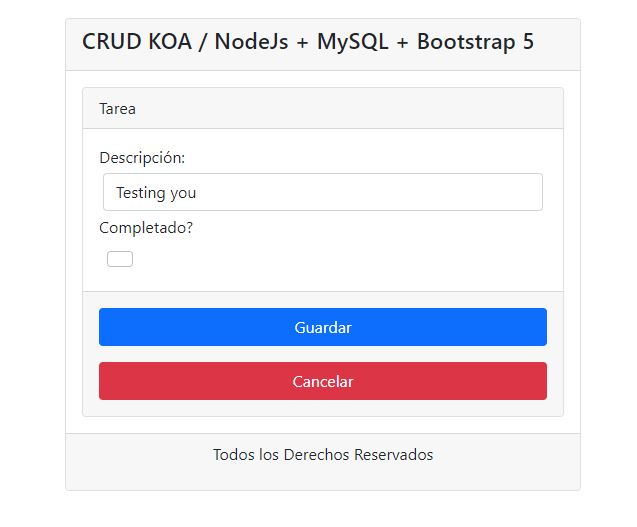 CRUD KOA / NodeJs + MySQL + Bootstrap 5
Tarea
Descripción:
Testing you
Completado?
Guardar
Cancelar
Todos los Derechos Reservados